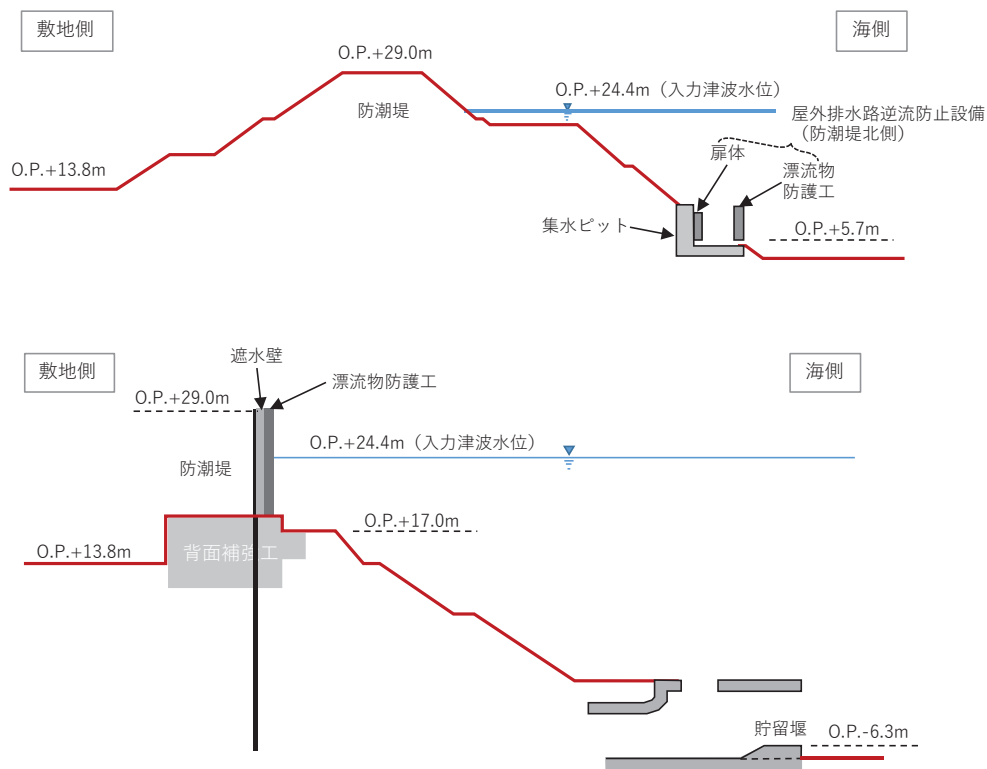 敷地側
海側
O.P.+29.0m
防潮堤
O.P.+24.4m（入力津波水位）
屋外排水路逆流防止設備
（防潮堤北側）
扉体
漂流物
防護工
O.P.+13.8m
集水ピット
O.P.+5.7m
敷地側
遮水壁
海側
漂流物防護工
O.P.+29.0m
O.P.+24.4m（入力津波水位）
防潮堤
O.P.+17.0m
O.P.+13.8m
背面補強工
貯留堰
O.P.-6.3m